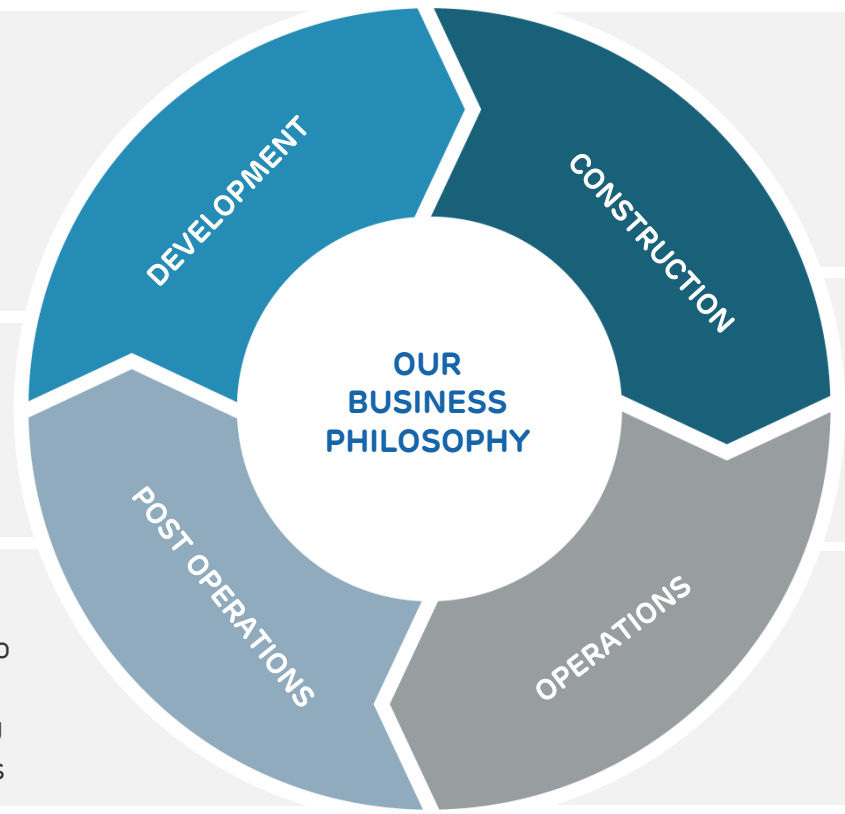 DEVELOPMENT
CONSTRUCTION
OUR
BUSINESS
PHILOSOPHY
POST OPERATIONS
OPERATIONS